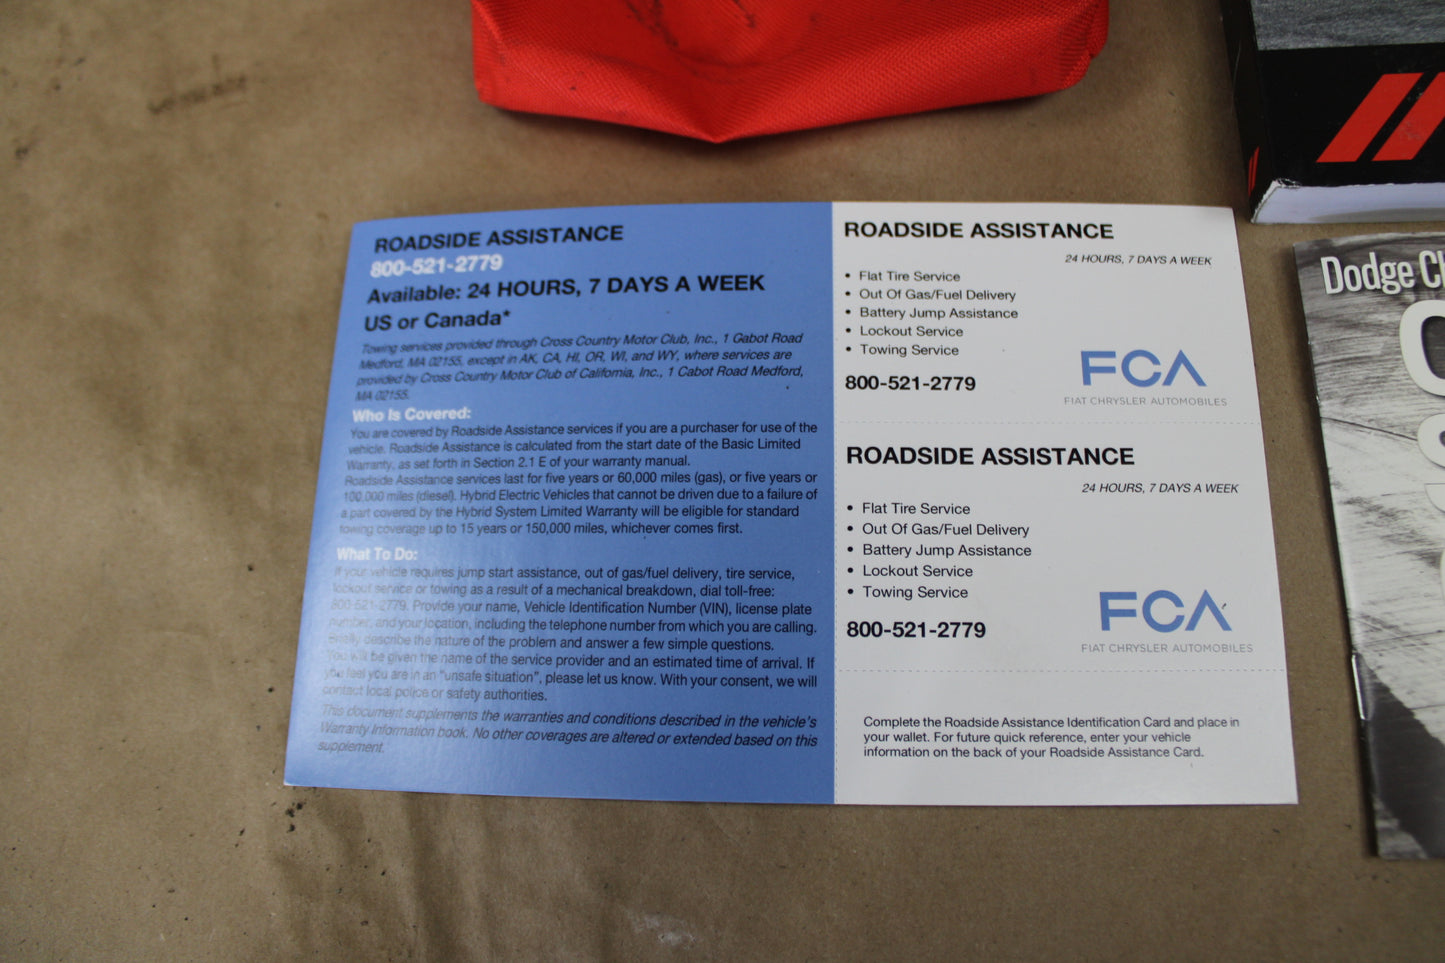 ROADSIDE ASSISTANCE
800-521-2779
Available: 24 HOURS, 7 DAYS A WEEK
US or Canada*
Towing services provided through Cross Country Motor Club, Inc., 1 Gabot Road
Medford, MA 02155, except in AK, CA, HI, OR, WI, and WY, where services are
provided by Cross Country Motor Club of California, Inc., 1 Cabot Road Medford,
MA 02155.
Who Is Covered:
You are covered by Roadside Assistance services if you are a purchaser for use of the
vehicle. Roadside Assistance is calculated from the start date of the Basic Limited
Warranty, as set forth in Section 2.1 E of your warranty manual.
Roadside Assistance services last for five years or 60,000 miles (gas), or five years or
100,000 miles (diesel). Hybrid Electric Vehicles that cannot be driven due to a failure of
a part covered by the Hybrid System Limited Warranty will be eligible for standard
towing coverage up to 15 years or 150,000 miles, whichever comes first.
What To Do:
If your vehicle requires jump start assistance, out of gas/fuel delivery, tire service,
lockout service or towing as a result of a mechanical breakdown, dial toll-free:
800-521-2779. Provide your name, Vehicle Identification Number (VIN), license plate
number, and your location, including the telephone number from which you are calling.
Briefly describe the nature of the problem and answer a few simple questions.
You will be given the name of the service provider and an estimated time of arrival. If
you feel you are in an "unsafe situation", please let us know. With your consent, we will
contact local police or safety authorities.
This document supplements the warranties and conditions described in the vehicle's
Warranty Information book. No other coverages are altered or extended based on this
supplement.
ROADSIDE ASSISTANCE
24 HOURS, 7 DAYS A WEEK
• Flat Tire Service
• Out Of Gas/Fuel Delivery
• Battery Jump Assistance
• Lockout Service
• Towing Service
800-521-2779
FCA
FIAT CHRYSLER AUTOMOBILES
ROADSIDE ASSISTANCE
24 HOURS, 7 DAYS A WEEK
• Flat Tire Service
• Out Of Gas/Fuel Delivery
• Battery Jump Assistance
• Lockout Service
• Towing Service
800-521-2779
FCA
FIAT CHRYSLER AUTOMOBILES
Complete the Roadside Assistance Identification Card and place in
your wallet. For future quick reference, enter your vehicle
information on the back of your Roadside Assistance Card.
Dodge